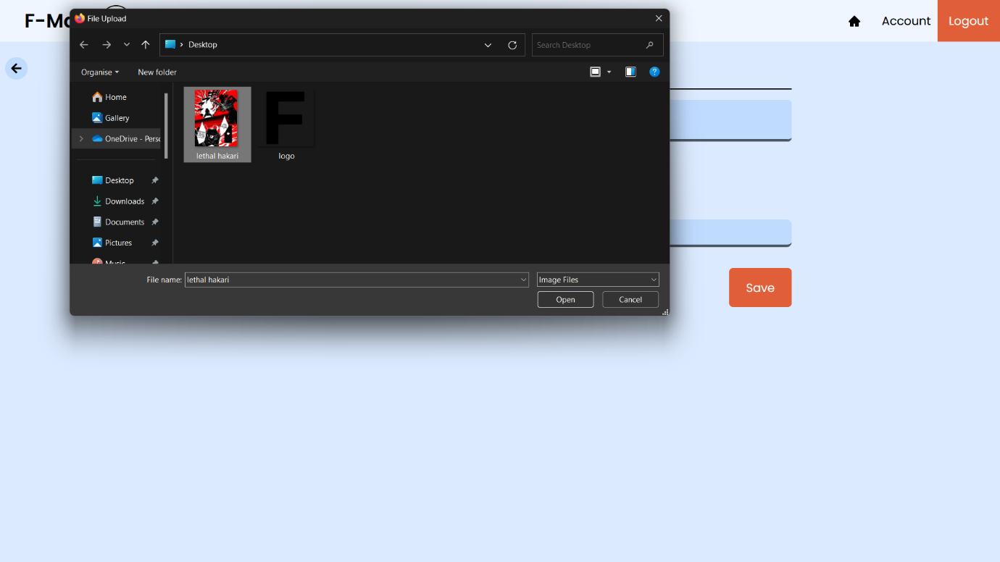 F-Mo
Account
Logout
File Upload
Desktop
Search Desktop
Organise
New folder
Home
Gallery
OneDrive - Perso
Desktop
Downloads
Documents
Pictures
Music
F
lethal hakari
logo
File name: lethal hakari
Image Files
Open
Cancel
Save